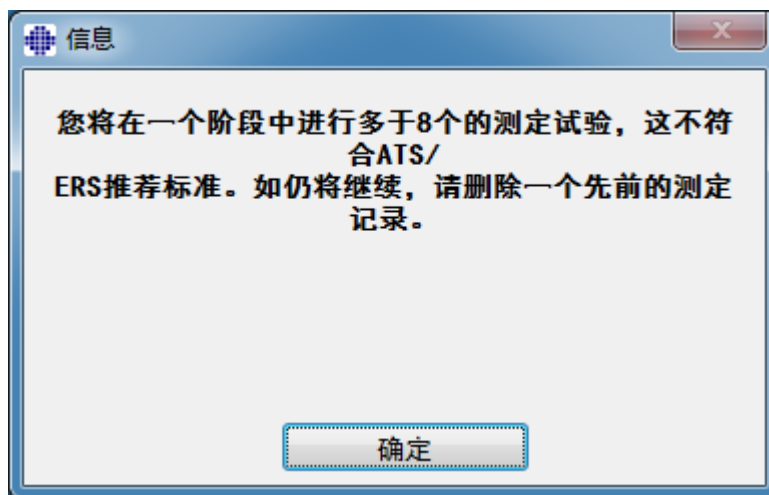 信息
您将在一个阶段中进行多于8个的测定试验，这不符
合ATS/
ERS推荐标准。如仍将继续，请删除一个先前的测定
记录。
确定